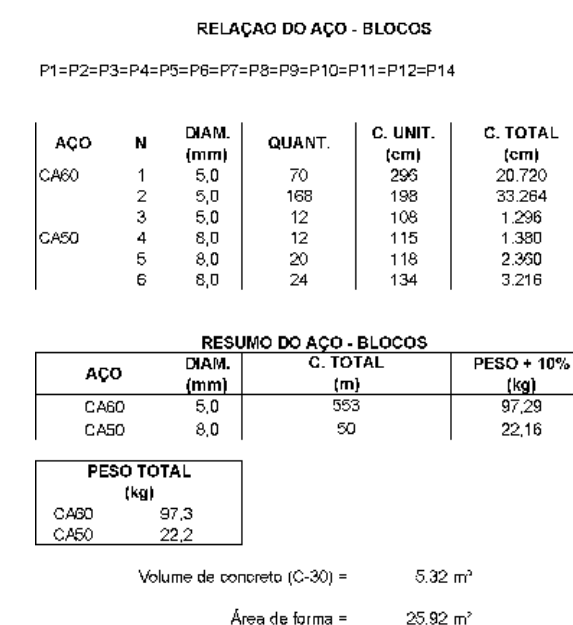 RELAÇAO DO AÇO - BLOCOS
P1=P2=P3=P4=P5=P6=P7=P8=P9=P10=P11=P12=P14
AÇO N DIAM. (mm) QUANT. C. UNIT. (cm) C. TOTAL (cm)
CA60 1 5,0 70 296 20.720
2 5,0 168 198 33.264
3 5,0 12 108 1.296
CA50 4 8,0 12 115 1.380
5 8,0 20 118 2.360
6 8,0 24 134 3.216
RESUMO DO AÇO - BLOCOS
AÇO DIAM. (mm) C. TOTAL (m) PESO + 10% (kg)
CA60 5,0 553 97,29
CA50 8,0 50 22,16
PESO TOTAL
(kg)
CA60 97,3
CA50 22,2
Volume de concreto (C-30) = 5.32 m³
Área de forma = 25.92 m²